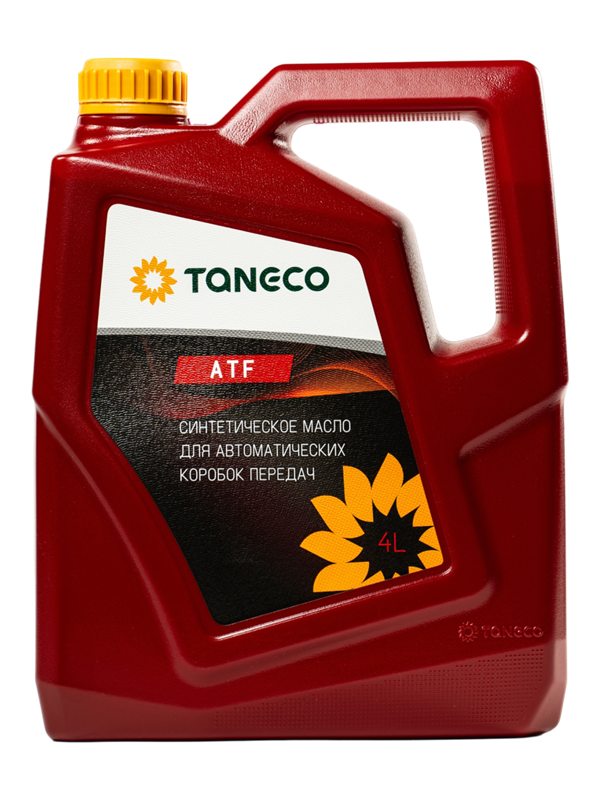 TANECO
ATF
СИНТЕТИЧЕСКОЕ МАСЛО
ДЛЯ АВТОМАТИЧЕСКИХ
КОРОБОК ПЕРЕДАЧ
4L
TANECO